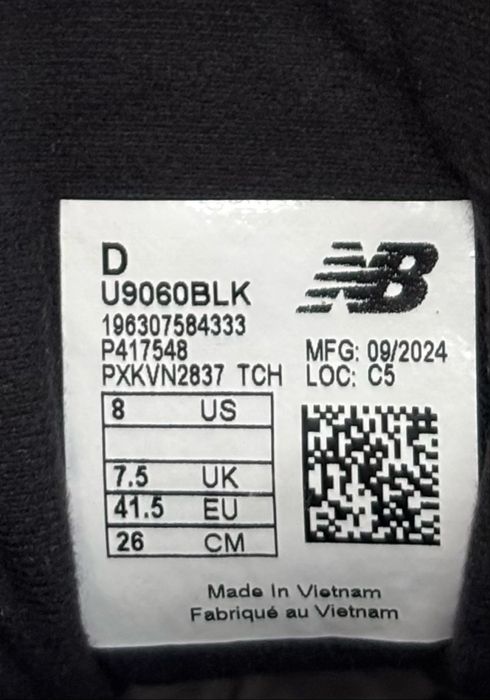 D
U9060BLK
196307584333
P417548
PXKVN2837 TCH
NB
MFG: 09/2024
LOC: C5
8 US
7.5 UK
41.5 EU
26 CM
Made In Vietnam
Fabriqué au Vietnam